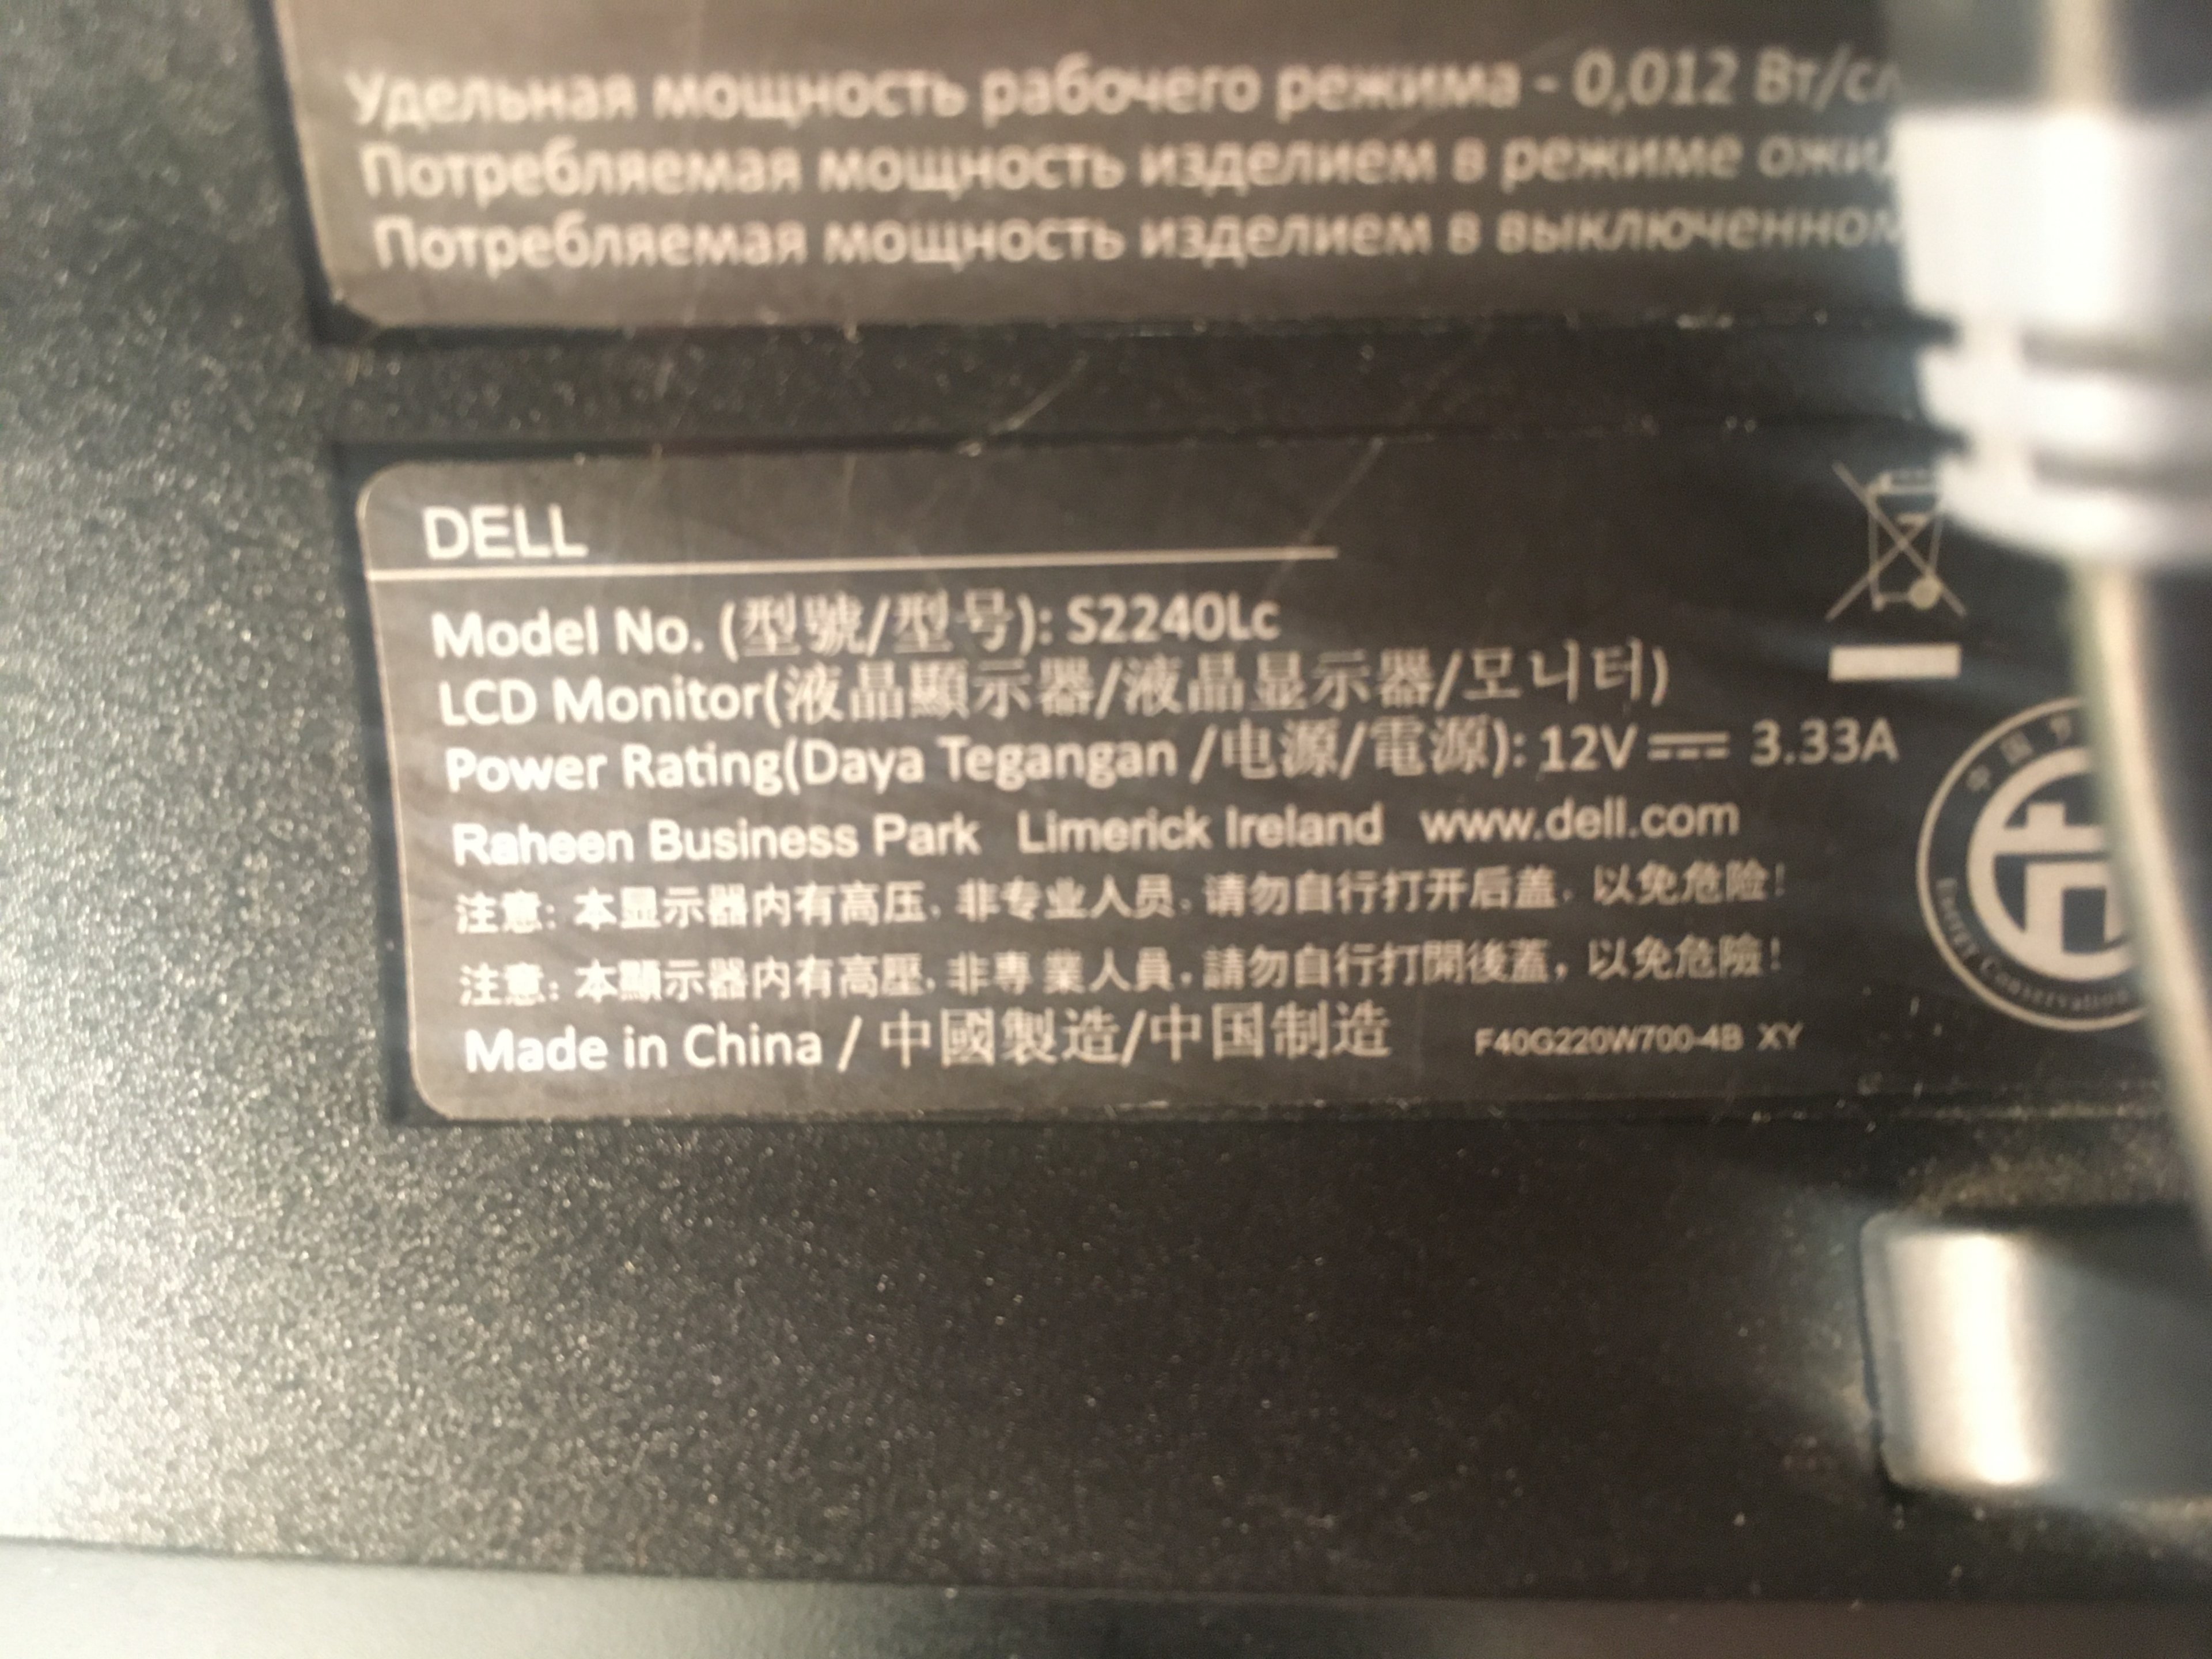 Удельная мощность рабочего режима - 0,012 Вт/с
Потребляемая мощность изделием в режиме
Потребляемая мощность изделием в выключенном
DELL
Model No. (型號/型号): S2240Lc
LCD Monitor(液晶顯示器/液晶显示器/모니터)
Power Rating(Daya Tegangan /电源/電源): 12V 3.33A
Raheen Business Park Limerick Ireland www.dell.com
注意: 本显示器内有高压, 非专业人员, 请勿自行打开后盖, 以免危险!
注意: 本顯示器内有高壓, 非專業人員, 請勿自行打開後蓋, 以免危險!
Made in China / 中國製造/中国制造
F40G220W700-4B XY
中国节
Energy Conservation